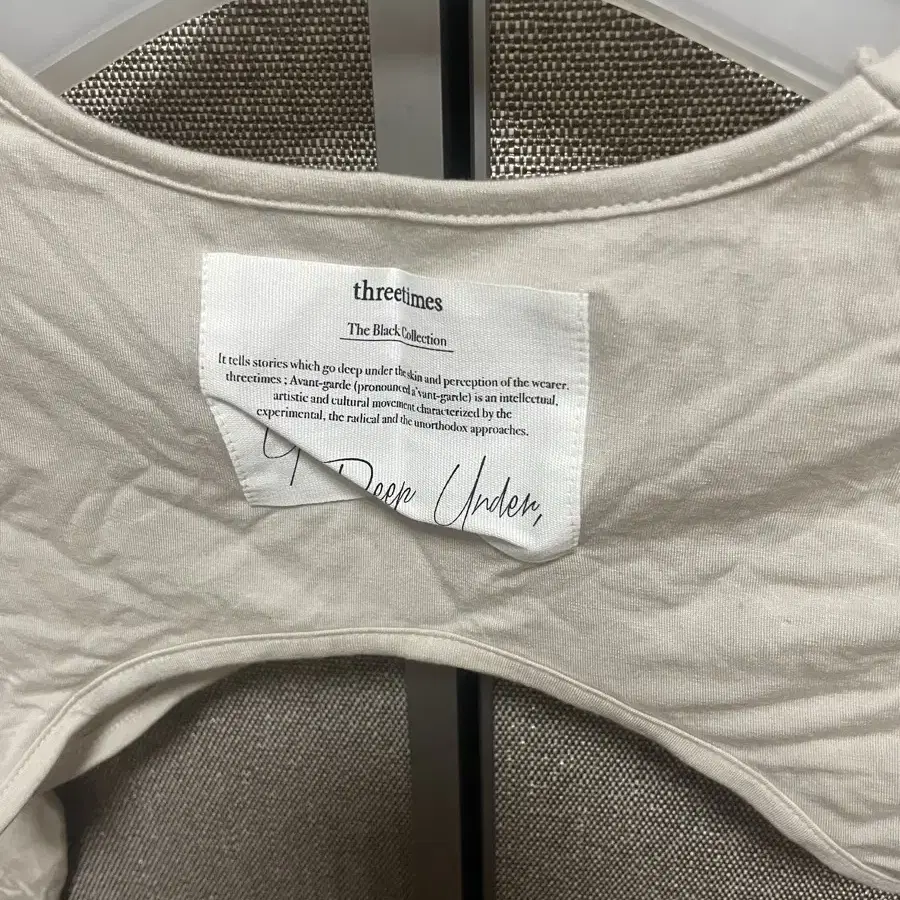 threetimes
The Black Collection
It tells stories which go deep under the skin and perception of the wearer.
threetimes ; Avant-garde (pronounced a'vant-garde) is an intellectual,
artistic and cultural movement characterized by the
experimental, the radical and the unorthodox approaches.
Deep Under,